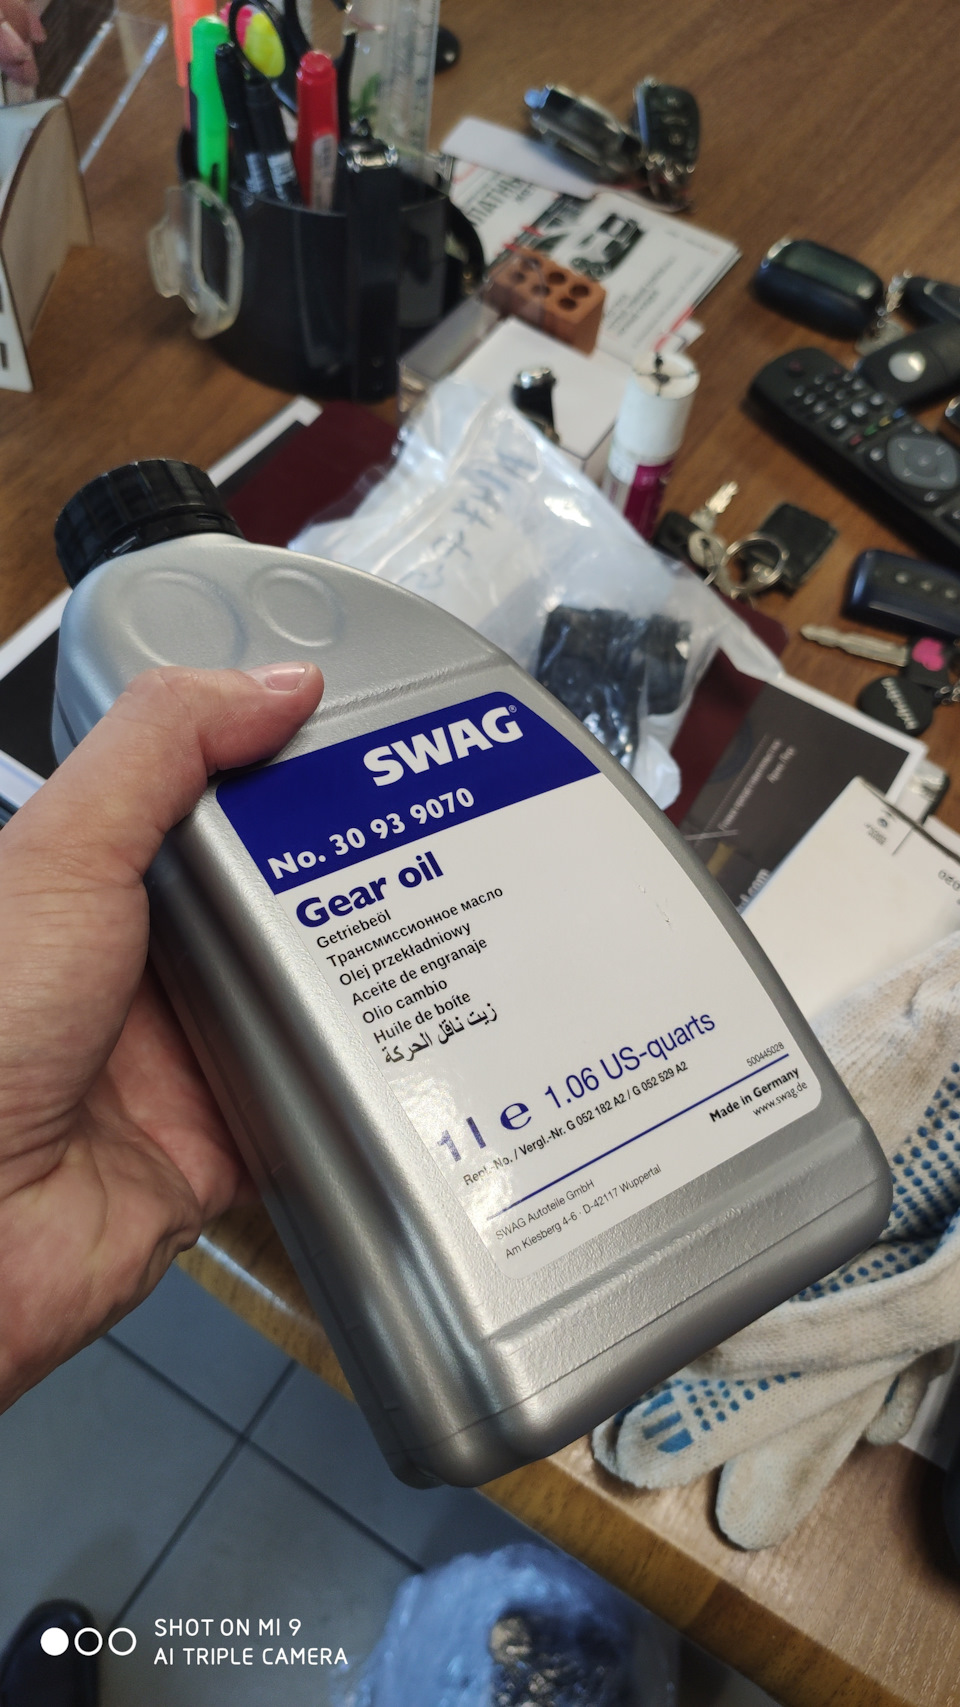 SWAG®
No. 30 93 9070
Gear oil
Getriebeöl
Трансмиссионное масло
Olej przekładniowy
Aceite de engranaje
Olio cambio
Huile de boîte
زيت ناقل الحركة
1 l e 1.06 US-quarts
Repl.-No. / Vergl.-Nr. G 052 182 A2 / G 052 529 A2
500445028
Made in Germany
www.swag.de
SWAG Autoteile GmbH
Am Kiesberg 4-6 · D-42117 Wuppertal
SHOT ON MI 9
AI TRIPLE CAMERA